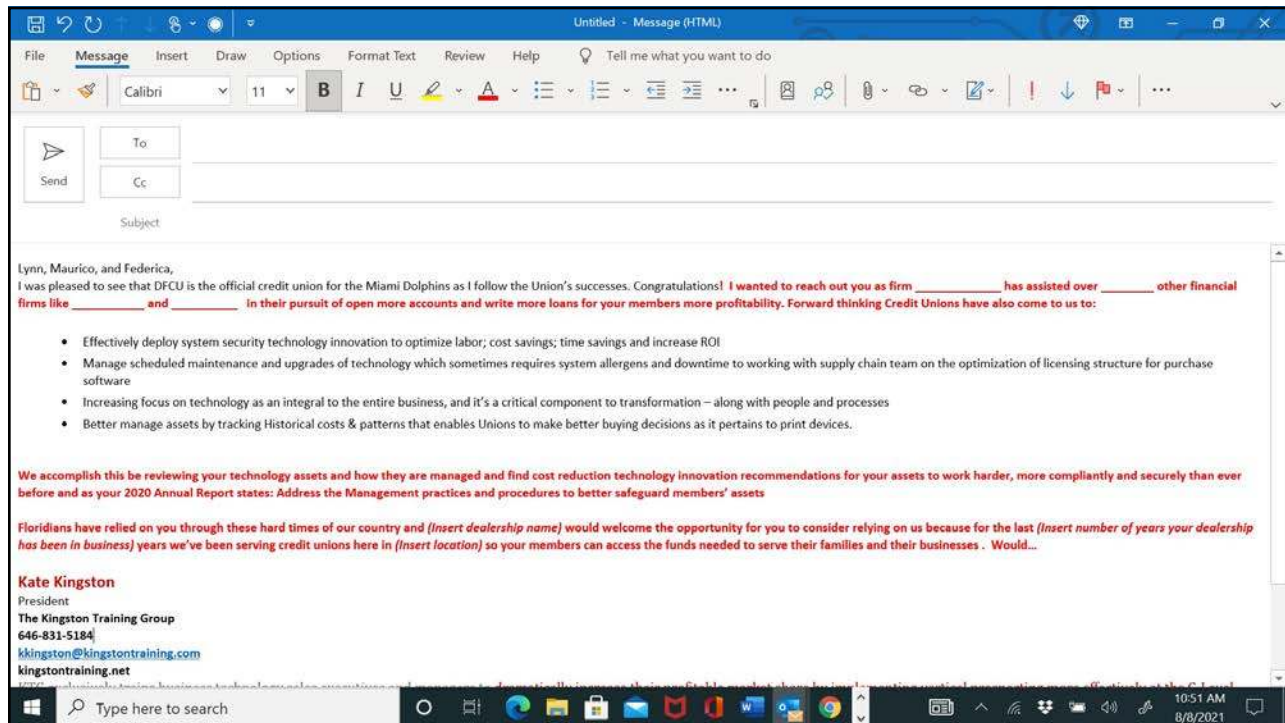 Untitled - Message (HTML)
File Message Insert Draw Options Format Text Review Help Tell me what you want to do
Calibri 11 B I U A
To
Send Cc
Subject
Lynn, Maurico, and Federica,
I was pleased to see that DFCU is the official credit union for the Miami Dolphins as I follow the Union's successes. Congratulations! I wanted to reach out you as firm _____________ has assisted over ________ other financial
firms like ___________ and __________ in their pursuit of open more accounts and write more loans for your members more profitability. Forward thinking Credit Unions have also come to us to:
• Effectively deploy system security technology innovation to optimize labor; cost savings; time savings and increase ROI
• Manage scheduled maintenance and upgrades of technology which sometimes requires system allergens and downtime to working with supply chain team on the optimization of licensing structure for purchase
software
• Increasing focus on technology as an integral to the entire business, and it's a critical component to transformation – along with people and processes
• Better manage assets by tracking Historical costs & patterns that enables Unions to make better buying decisions as it pertains to print devices.
We accomplish this be reviewing your technology assets and how they are managed and find cost reduction technology innovation recommendations for your assets to work harder, more compliantly and securely than ever
before and as your 2020 Annual Report states: Address the Management practices and procedures to better safeguard members' assets
Floridians have relied on you through these hard times of our country and (Insert dealership name) would welcome the opportunity for you to consider relying on us because for the last (Insert number of years your dealership
has been in business) years we've been serving credit unions here in (Insert location) so your members can access the funds needed to serve their families and their businesses . Would...
Kate Kingston
President
The Kingston Training Group
646-831-5184
kkingston@kingstontraining.com
kingstontraining.net
Type here to search
10:51 AM
8/8/2021